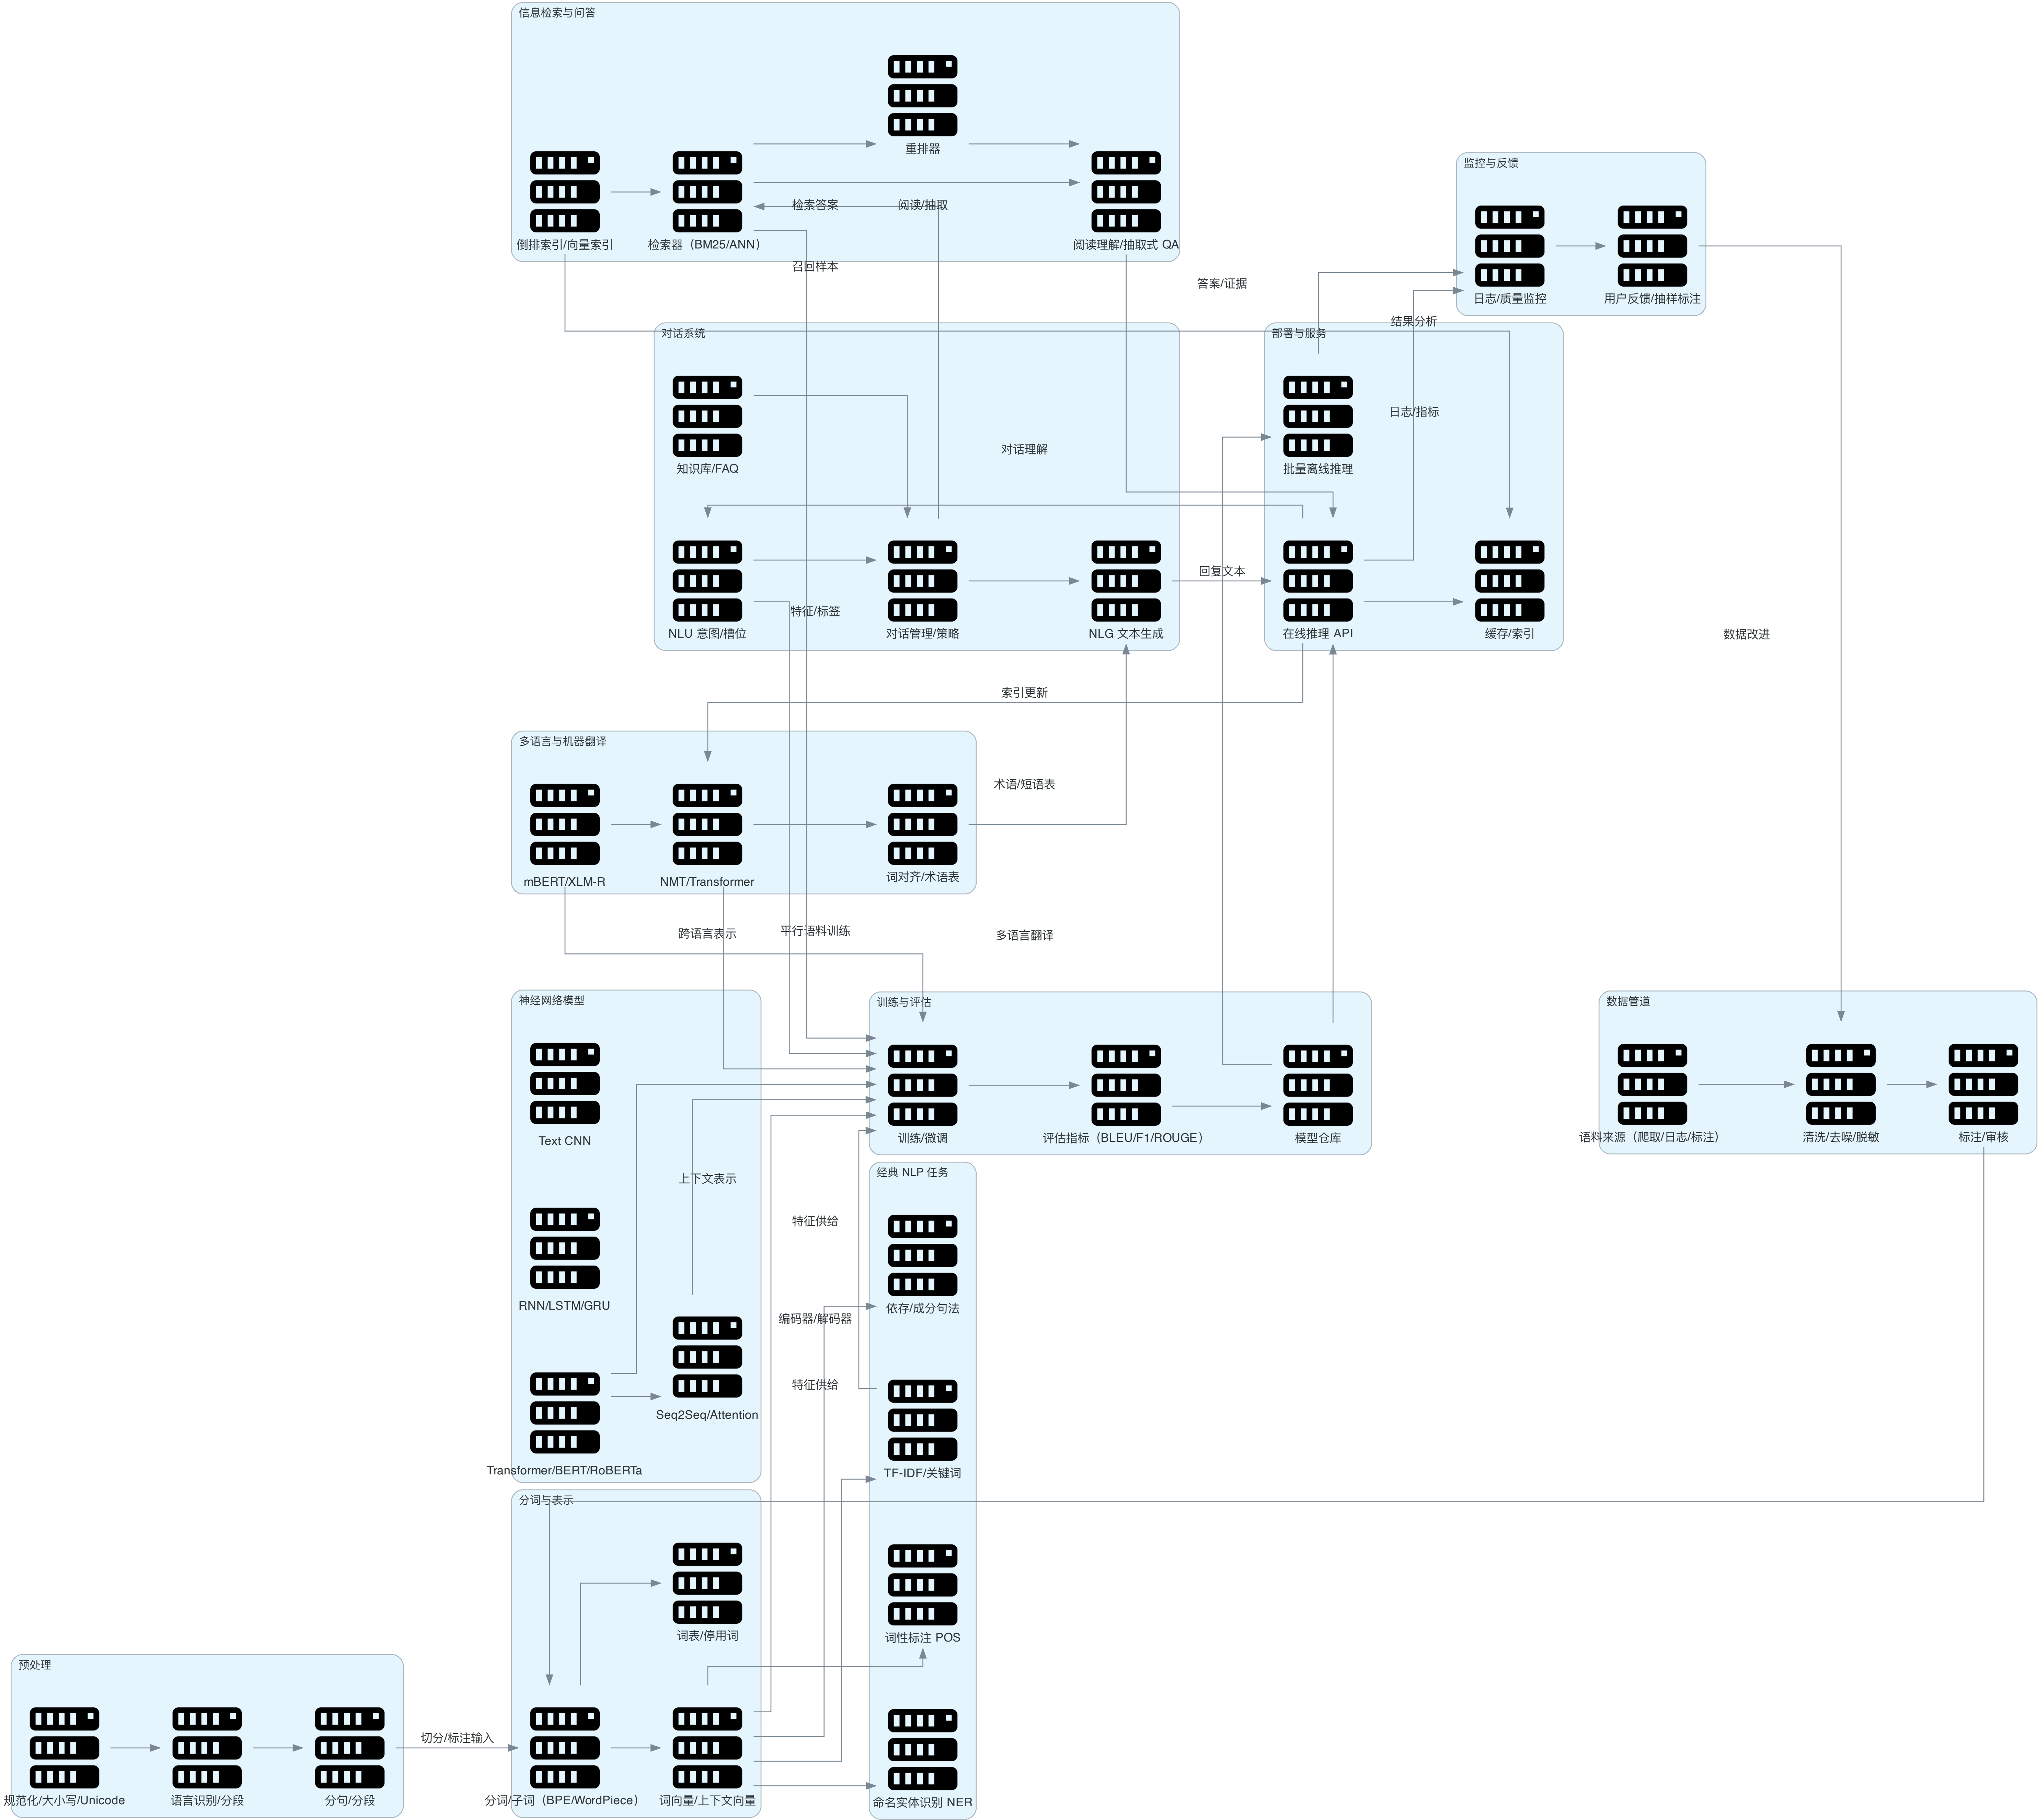 信息检索与问答
重排器
倒排索引/向量索引
检索器（BM25/ANN）
阅读理解/抽取式 QA
检索答案
阅读/抽取
召回样本
答案/证据
监控与反馈
日志/质量监控
用户反馈/抽样标注
结果分析
对话系统
知识库/FAQ
对话理解
NLU 意图/槽位
对话管理/策略
NLG 文本生成
特征/标签
回复文本
部署与服务
批量离线推理
日志/指标
在线推理 API
缓存/索引
数据改进
索引更新
多语言与机器翻译
mBERT/XLM-R
NMT/Transformer
词对齐/术语表
术语/短语表
跨语言表示
平行语料训练
多语言翻译
神经网络模型
Text CNN
RNN/LSTM/GRU
Transformer/BERT/RoBERTa
Seq2Seq/Attention
上下文表示
训练与评估
训练/微调
评估指标（BLEU/F1/ROUGE）
模型仓库
数据管道
语料来源（爬取/日志/标注）
清洗/去噪/脱敏
标注/审核
经典 NLP 任务
特征供给
依存/成分句法
编码器/解码器
特征供给
TF-IDF/关键词
词性标注 POS
命名实体识别 NER
分词与表示
词表/停用词
分词/子词（BPE/WordPiece）
词向量/上下文向量
预处理
规范化/大小写/Unicode
语言识别/分段
分句/分段
切分/标注输入